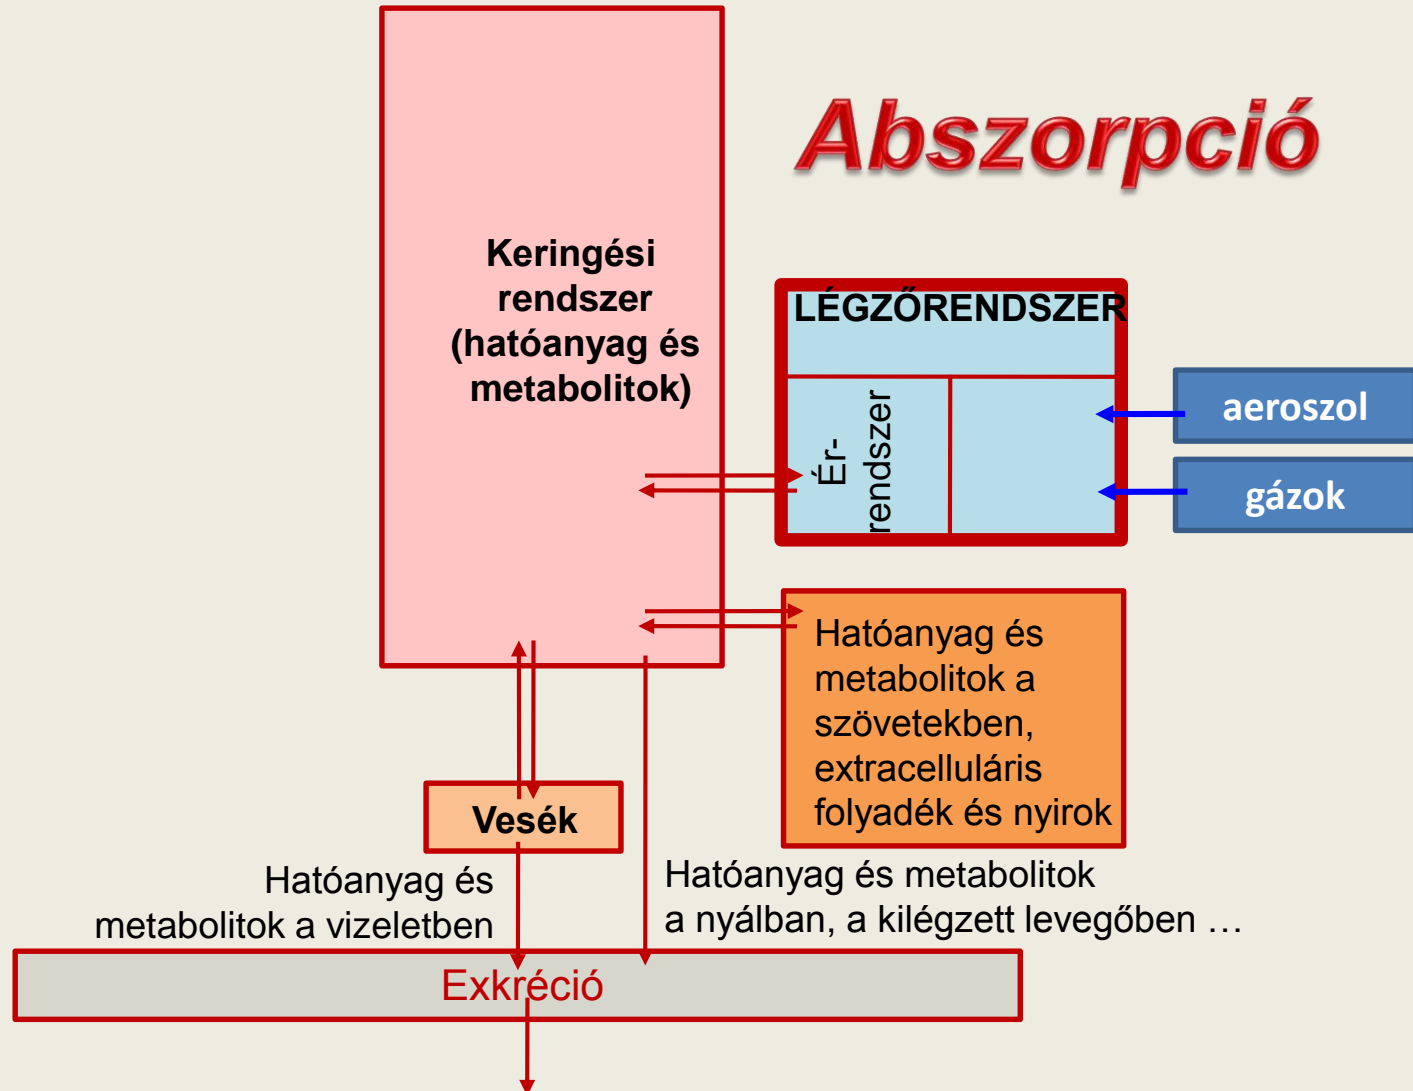 Abszorpció
Keringési
rendszer
(hatóanyag és
metabolitok)
LÉGZŐRENDSZER
Ér-
rendszer
aeroszol
gázok
Hatóanyag és
metabolitok a
szövetekben,
extracelluláris
folyadék és nyirok
Vesék
Hatóanyag és
metabolitok a vizeletben
Hatóanyag és metabolitok
a nyálban, a kilégzett levegőben …
Exkréció